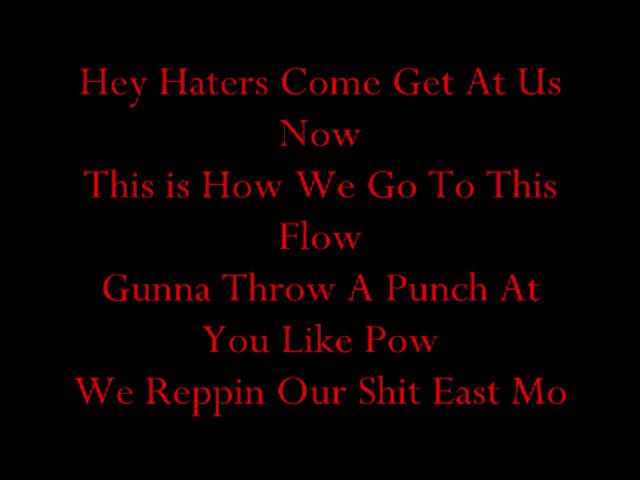 Hey Haters Come Get At Us
Now
This is How We Go To This
Flow
Gunna Throw A Punch At
You Like Pow
We Reppin Our Shit East Mo